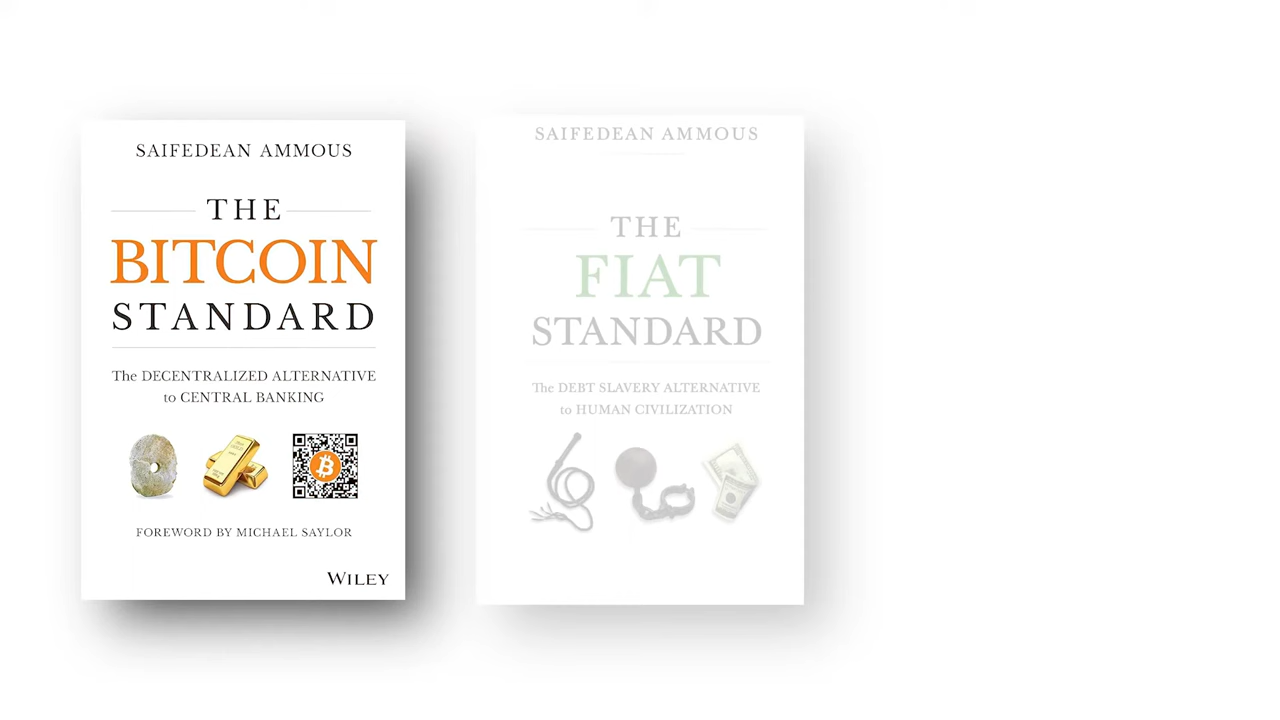 SAIFEDEAN AMMOUS
THE
BITCOIN
STANDARD
The DECENTRALIZED ALTERNATIVE
to CENTRAL BANKING
FOREWORD BY MICHAEL SAYLOR
WILEY
SAIFEDEAN AMMOUS
THE
FIAT
STANDARD
The DEBT SLAVERY ALTERNATIVE
to HUMAN CIVILIZATION